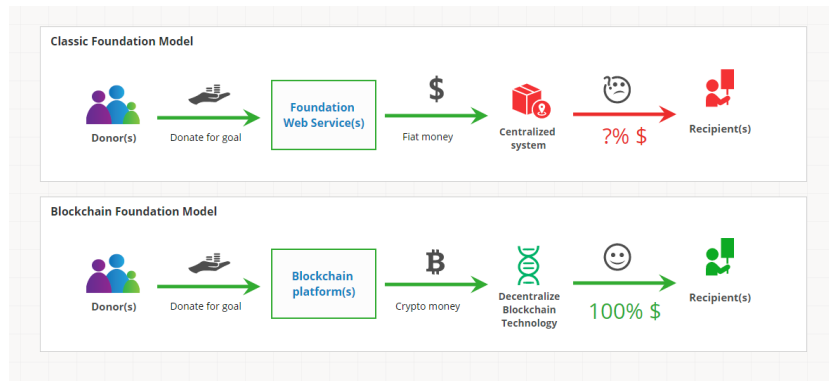 Classic Foundation Model
Donor(s)
Donate for goal
Foundation
Web Service(s)
$
Fiat money
Centralized
system
?% $
Recipient(s)
Blockchain Foundation Model
Donor(s)
Donate for goal
Blockchain
platform(s)
Crypto money
Decentralize
Blockchain
Technology
100% $
Recipient(s)